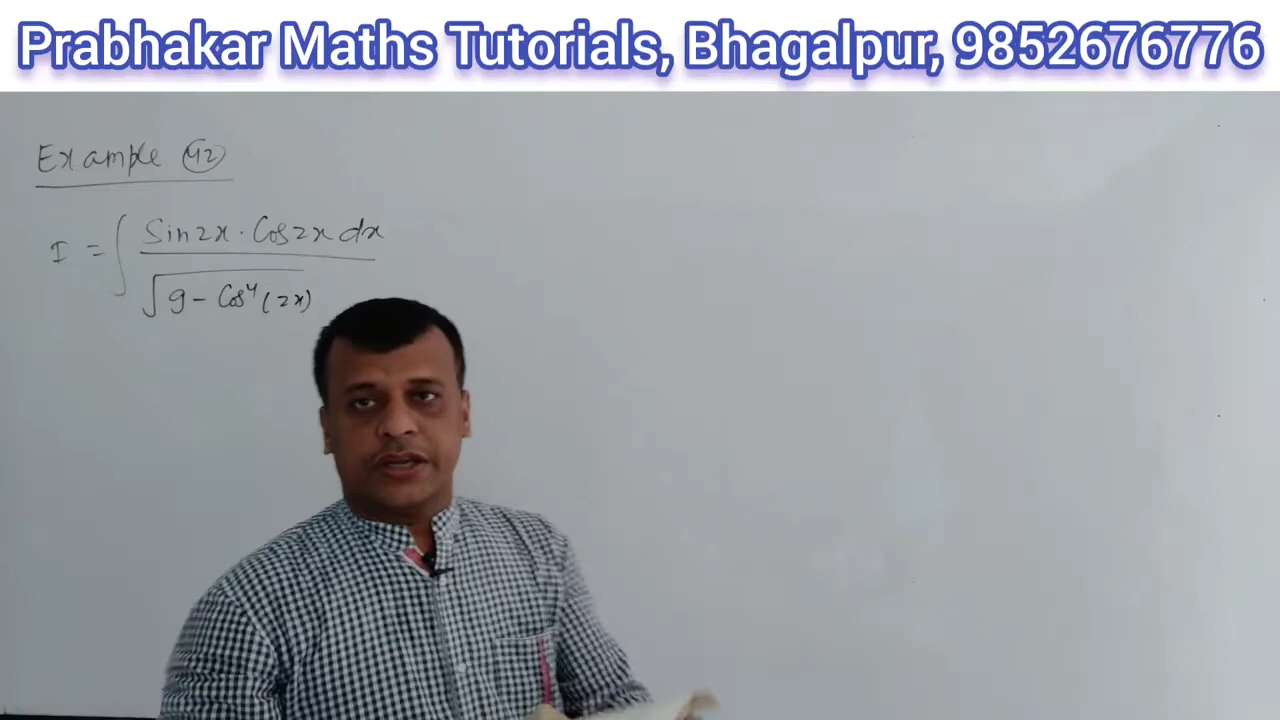 Prabhakar Maths Tutorials, Bhagalpur, 9852676776
Example 42
I = ∫ Sin2x · Cos2x dx
√9 - Cos⁴(2x)